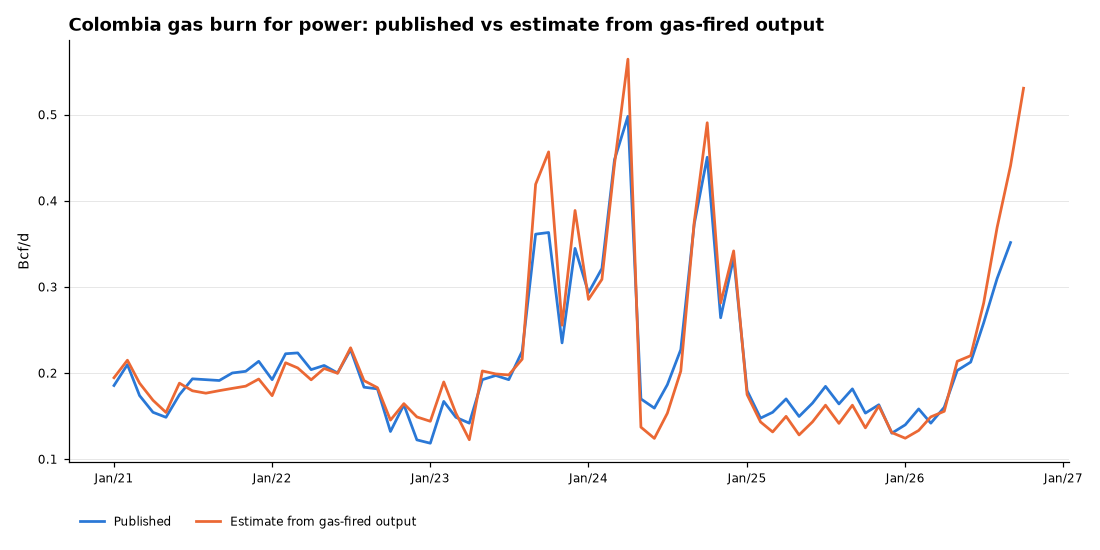 Colombia gas burn for power: published vs estimate from gas-fired output
Bcf/d
0.5
0.4
0.3
0.2
0.1
Jan/21 Jan/22 Jan/23 Jan/24 Jan/25 Jan/26 Jan/27
Published Estimate from gas-fired output